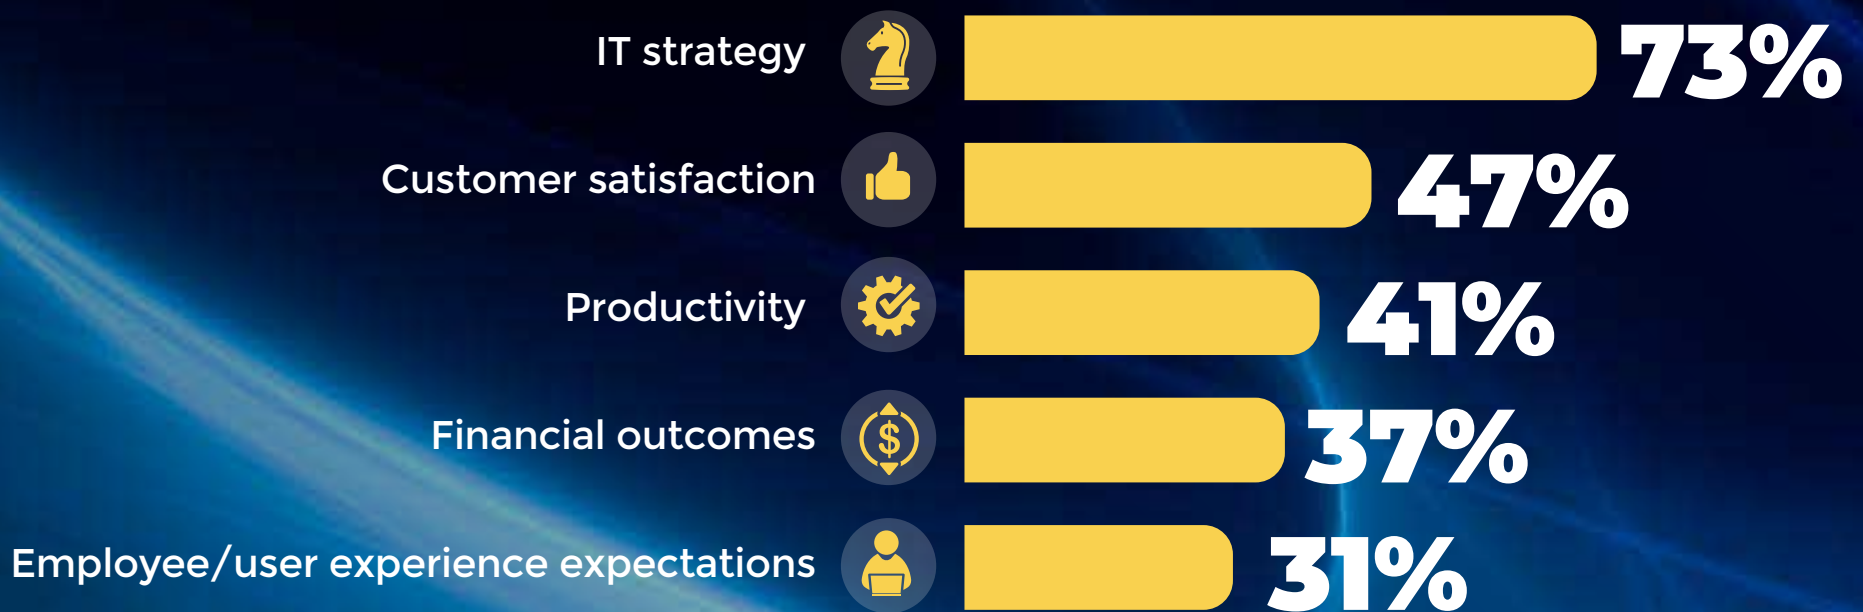 IT strategy 73%
Customer satisfaction 47%
Productivity 41%
Financial outcomes $ 37%
Employee/user experience expectations 31%